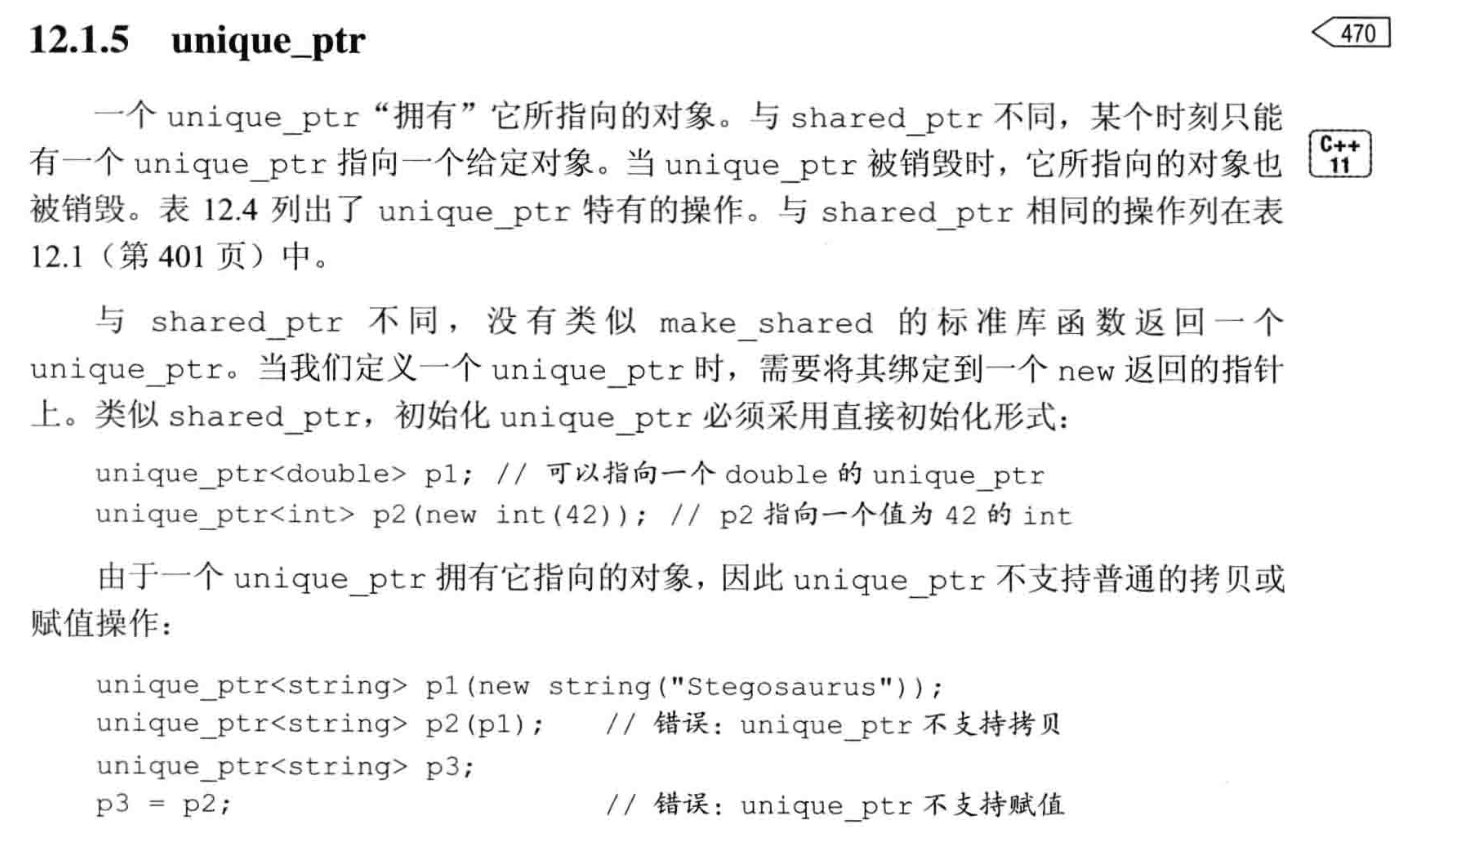 12.1.5 unique_ptr
470
一个 unique_ptr“拥有”它所指向的对象。与 shared_ptr 不同，某个时刻只能
有一个 unique_ptr 指向一个给定对象。当 unique_ptr 被销毁时，它所指向的对象也
C++
11
被销毁。表 12.4 列出了 unique_ptr 特有的操作。与 shared_ptr 相同的操作列在表
12.1（第 401 页）中。
与 shared_ptr 不同，没有类似 make_shared 的标准库函数返回一个
unique_ptr。当我们定义一个 unique_ptr 时，需要将其绑定到一个 new 返回的指针
上。类似 shared_ptr，初始化 unique_ptr 必须采用直接初始化形式：
unique_ptr<double> p1; // 可以指向一个 double 的 unique_ptr
unique_ptr<int> p2(new int(42)); // p2 指向一个值为 42 的 int
由于一个 unique_ptr 拥有它指向的对象，因此 unique_ptr 不支持普通的拷贝或
赋值操作：
unique_ptr<string> p1(new string("Stegosaurus"));
unique_ptr<string> p2(p1); // 错误：unique_ptr 不支持拷贝
unique_ptr<string> p3;
p3 = p2; // 错误：unique_ptr 不支持赋值